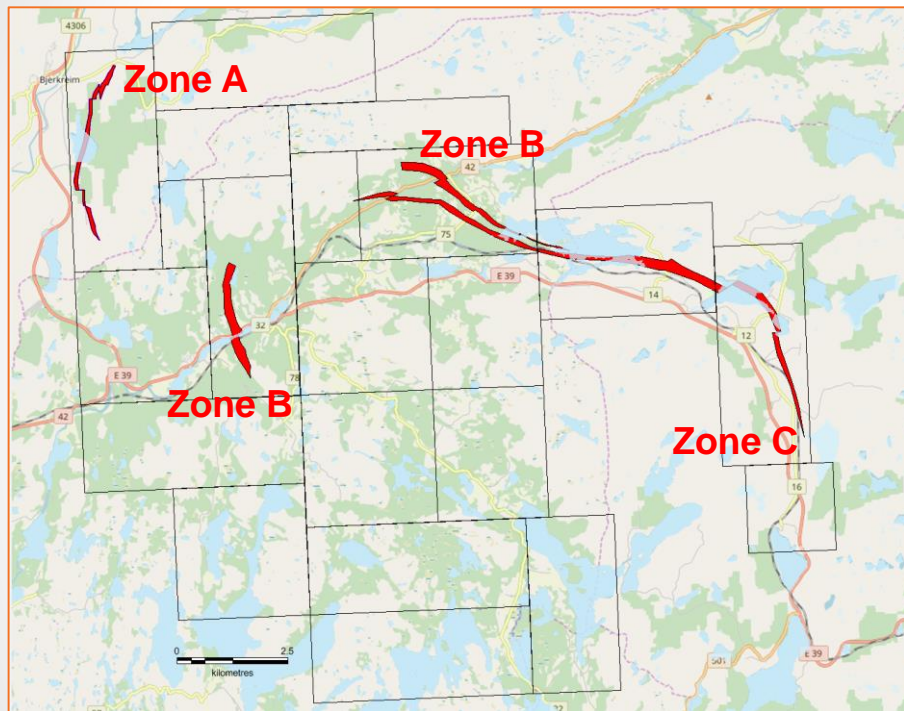 4306
Bjerkreim
Zone A
Zone B
42
75
E 39
14
32
12
E 39
78
42
Zone B
Zone C
16
0
2.5
kilometres
E 39
501